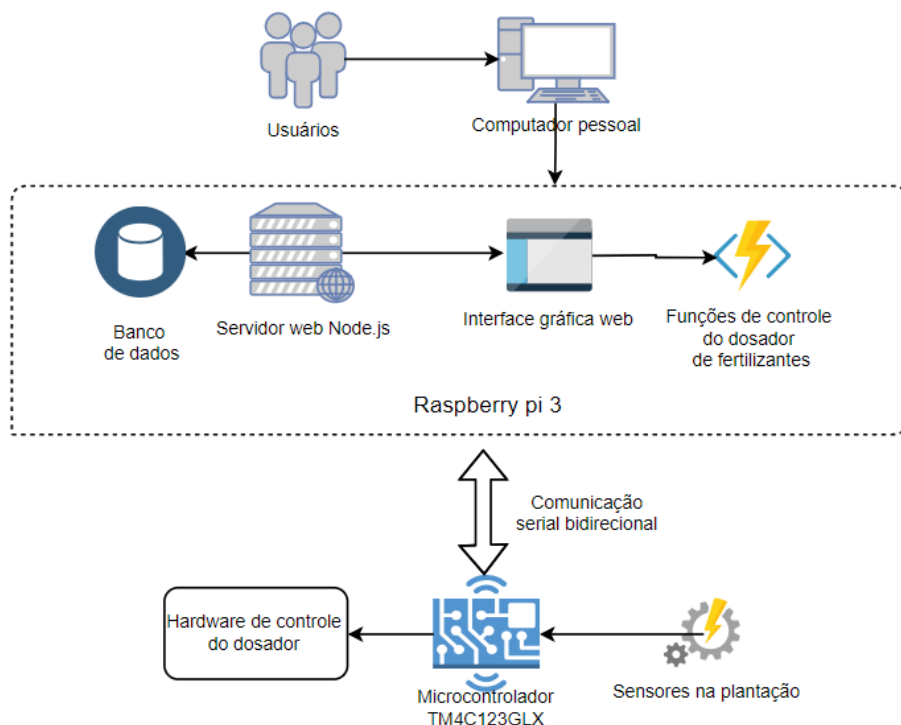 Usuários
Computador pessoal
Banco
de dados
Servidor web Node.js
Interface gráfica web
Funções de controle
do dosador
de fertilizantes
Raspberry pi 3
Comunicação
serial bidirecional
Hardware de controle
do dosador
Microcontrolador
TM4C123GLX
Sensores na plantação